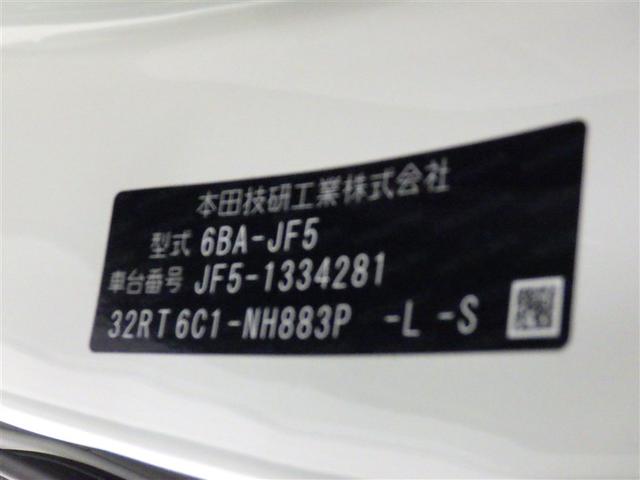 本田技研工業株式会社
型式 6BA-JF5
車台番号 JF5-1334281
32RT6C1-NH883P -L -S